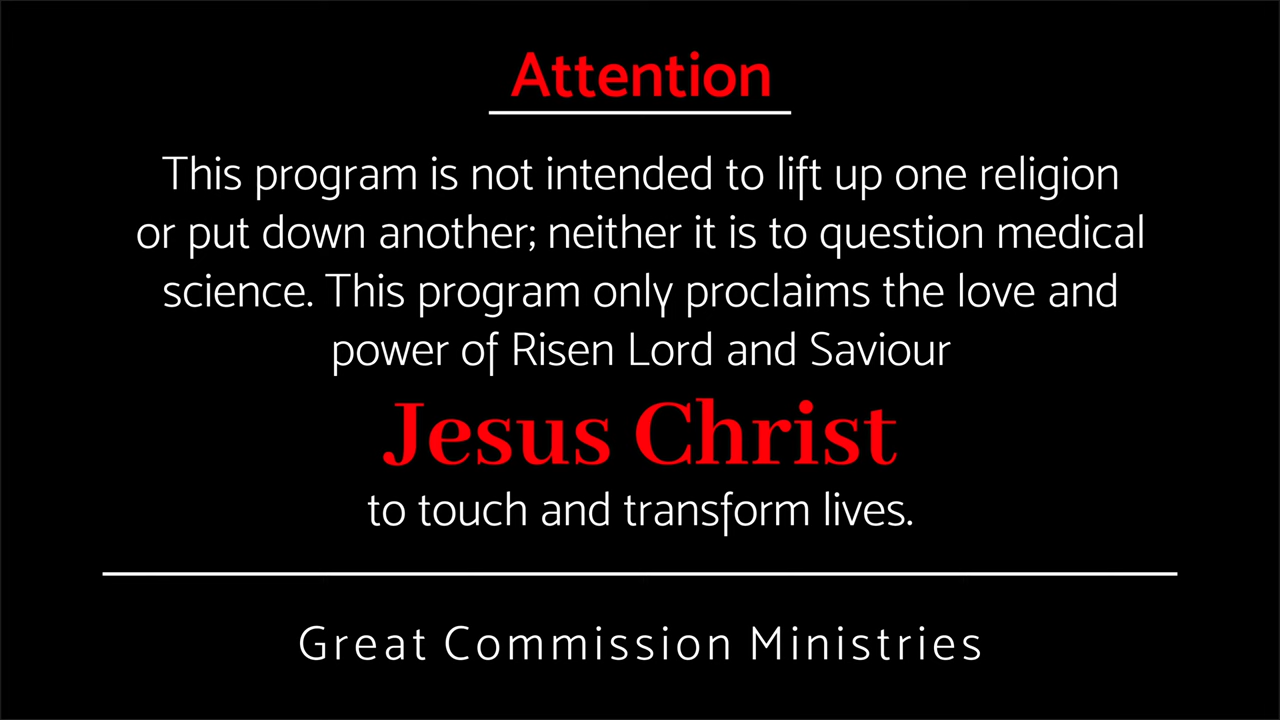 Attention
This program is not intended to lift up one religion
or put down another; neither it is to question medical
science. This program only proclaims the love and
power of Risen Lord and Saviour
Jesus Christ
to touch and transform lives.
Great Commission Ministries